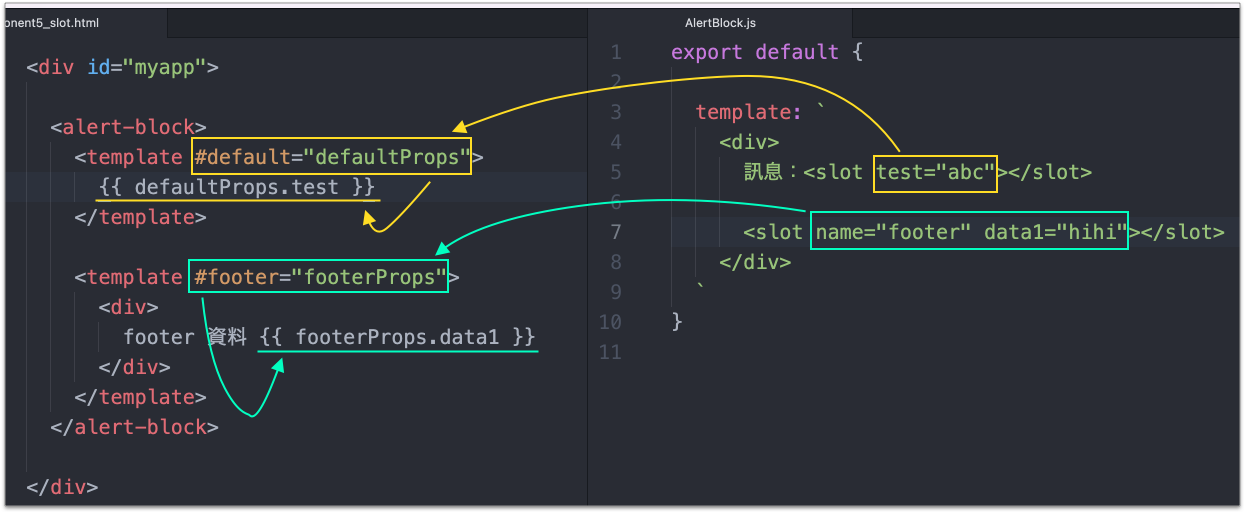 onent5_slot.html
<div id="myapp">
<alert-block>
<template #default="defaultProps">
{{ defaultProps.test }}
</template>
<template #footer="footerProps">
<div>
footer 資料 {{ footerProps.data1 }}
</div>
</template>
</alert-block>
</div>
AlertBlock.js
1 export default {
2
3 template: `
4 <div>
5 訊息：<slot test="abc"></slot>
6
7 <slot name="footer" data1="hihi"></slot>
8 </div>
9 `
10 }
11